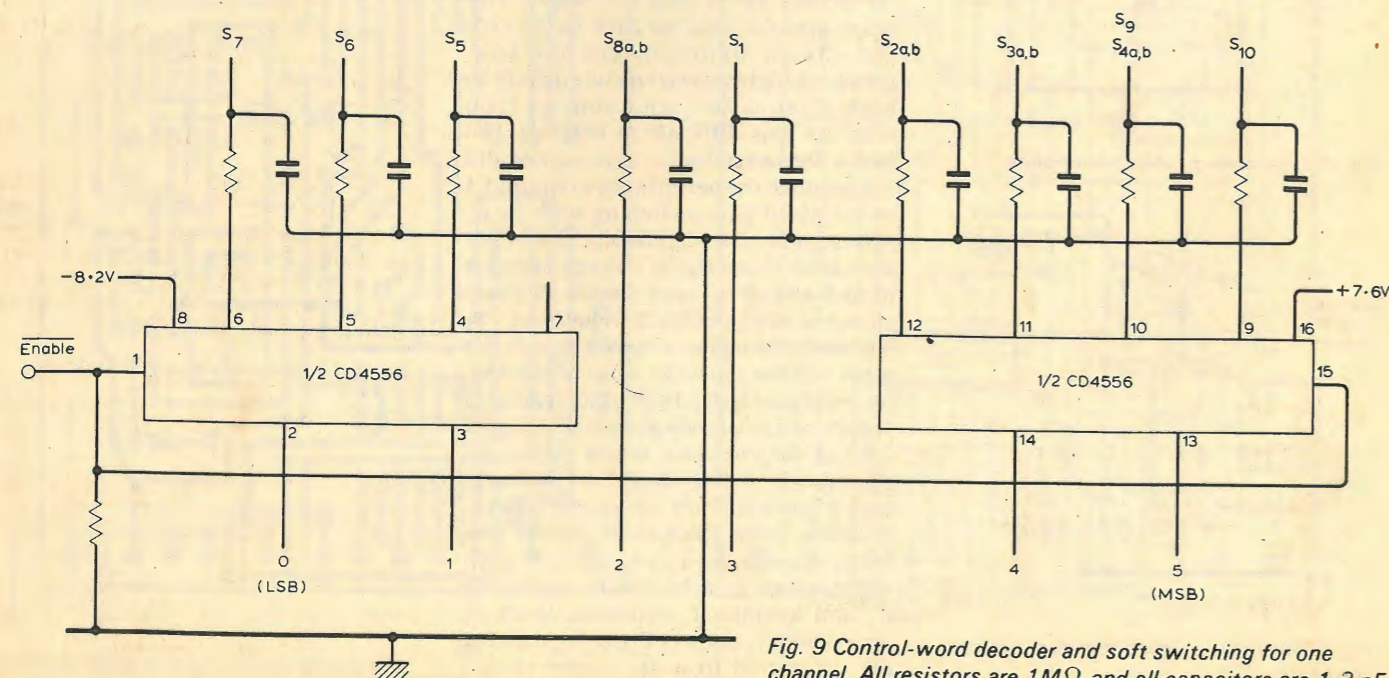 S9
S7 S6 S5 S8a,b S1 S2a,b S3a,b S4a,b S10
-8·2V
+7·6V
8 6 5 4 7 12 11 10 9 16
Enable
1 1/2 CD4556 1/2 CD4556 15
2 3 14 13
0 1 2 3 4 5
(LSB) (MSB)
Fig. 9 Control-word decoder and soft switching for one
channel. All resistors are 1MΩ and all capacitors are